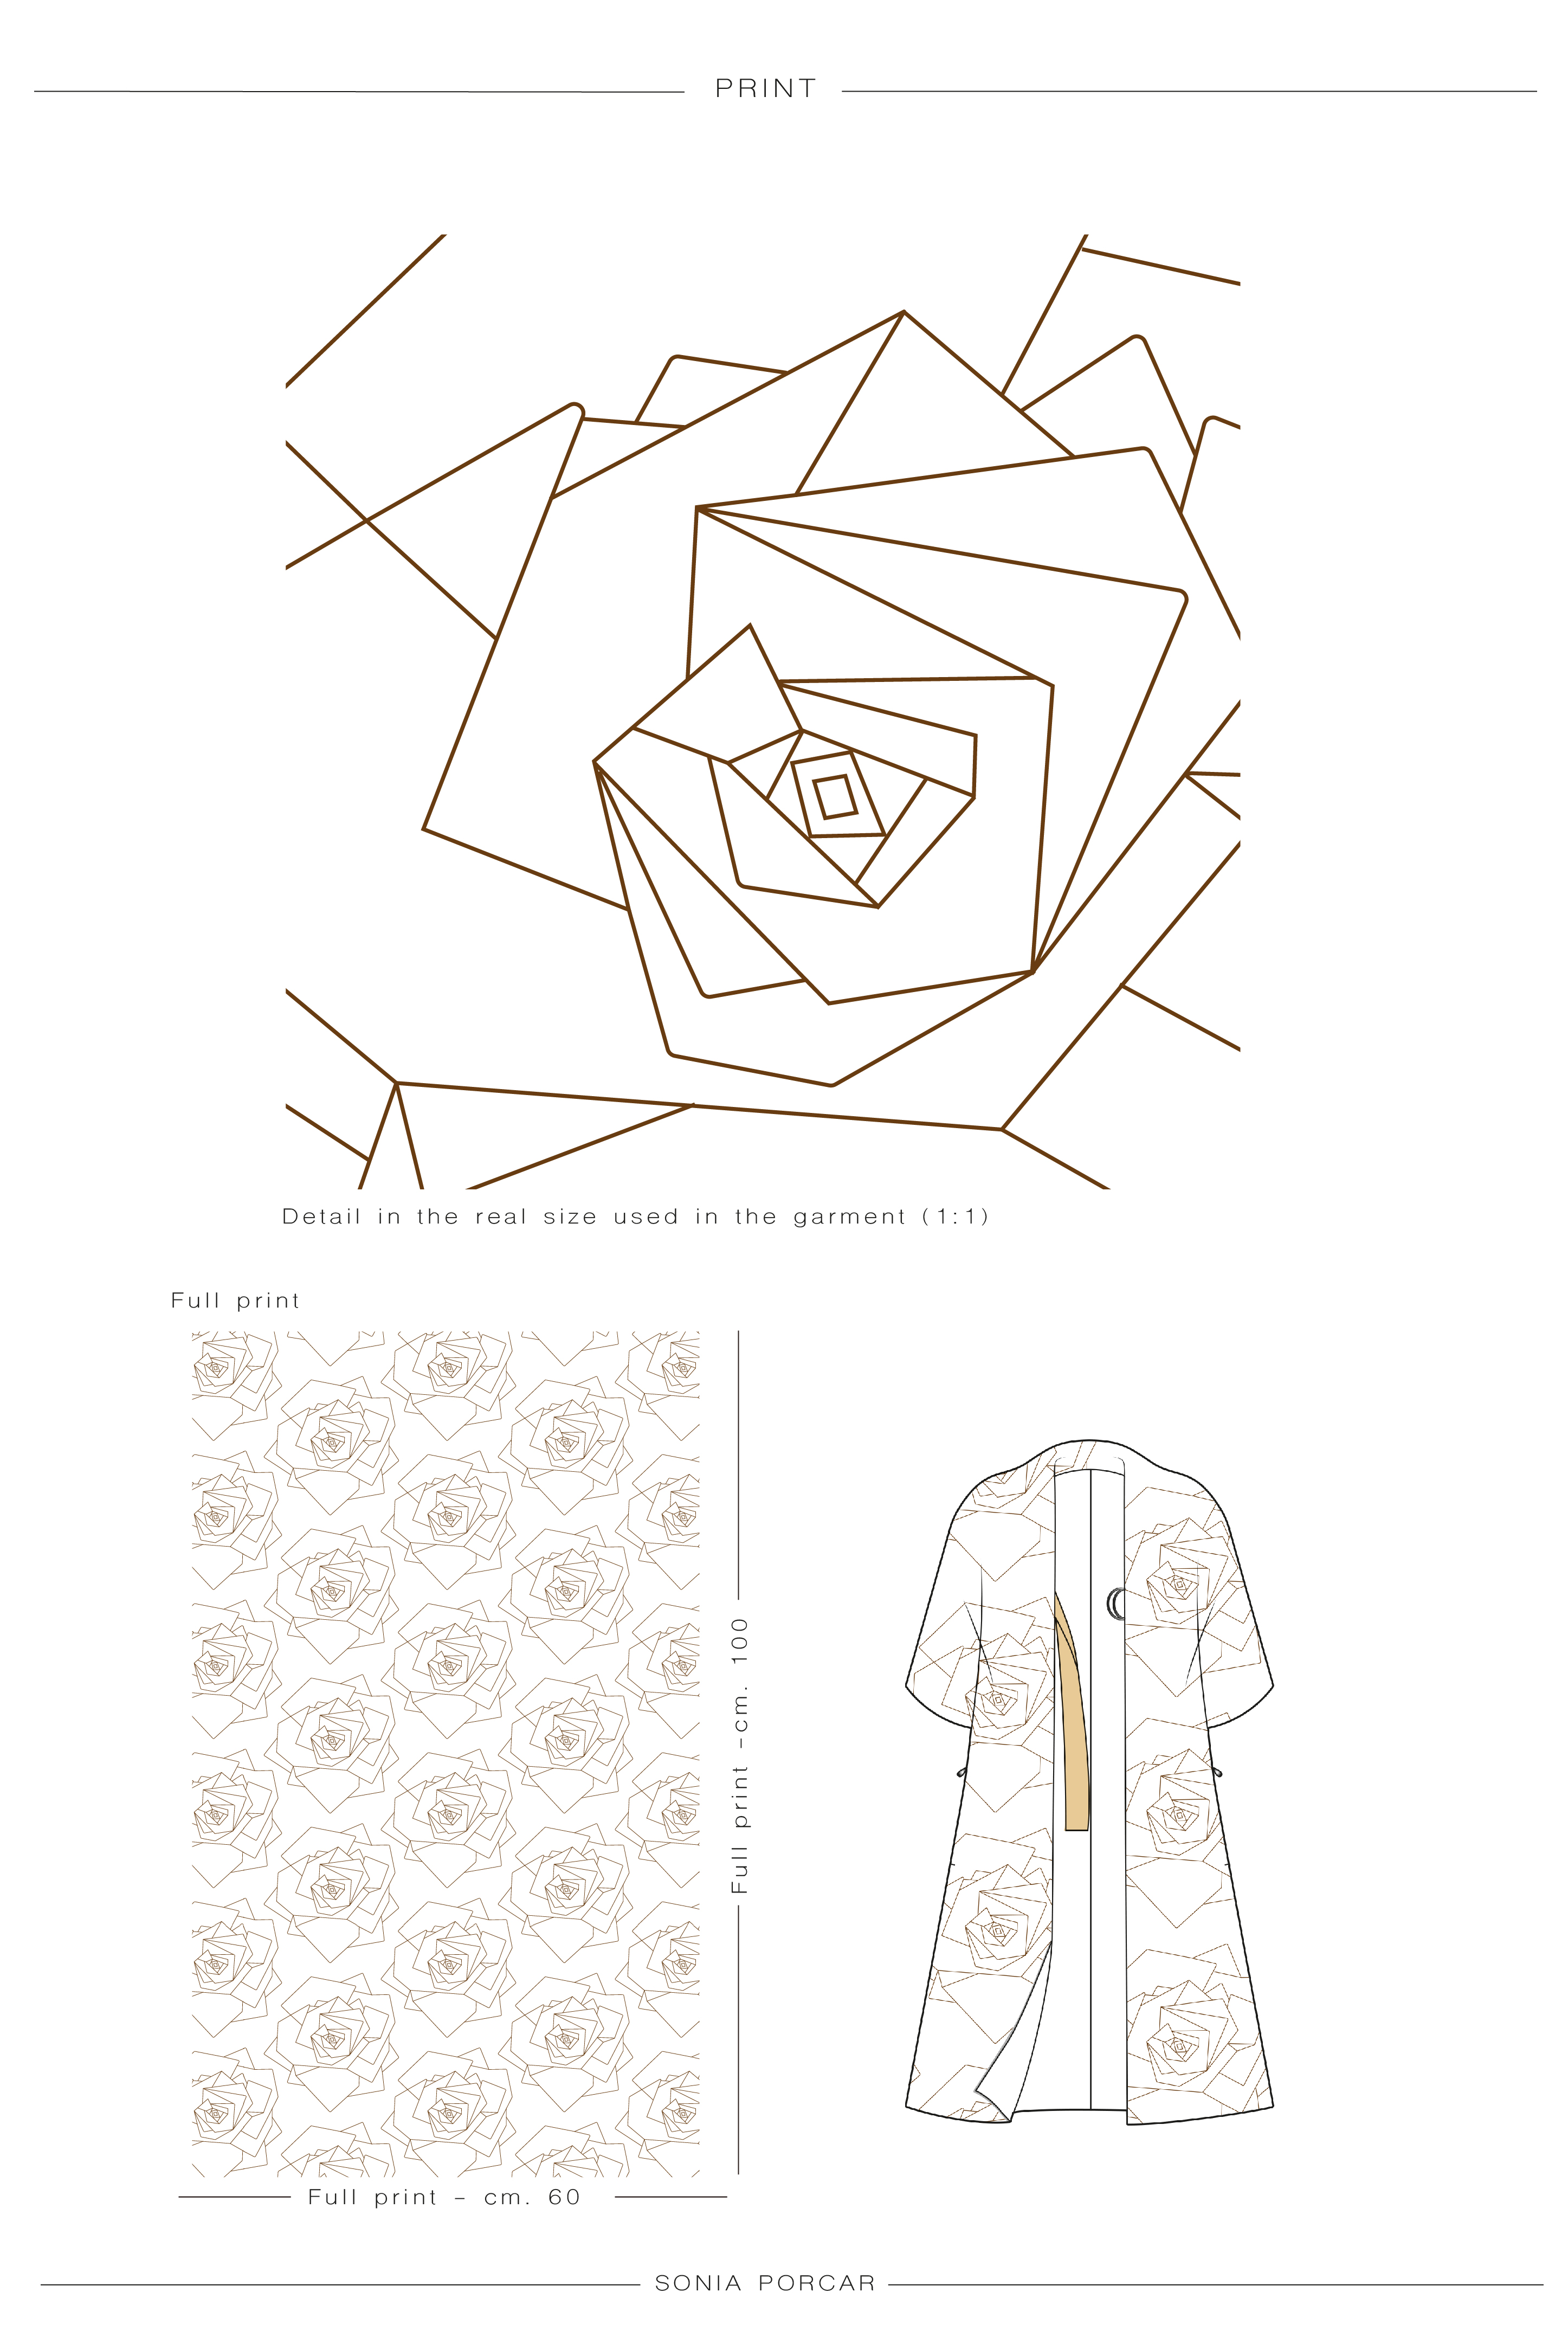 PRINT
Detail in the real size used in the garment (1:1)
Full print
Full print -cm. 100
Full print - cm. 60
SONIA PORCAR